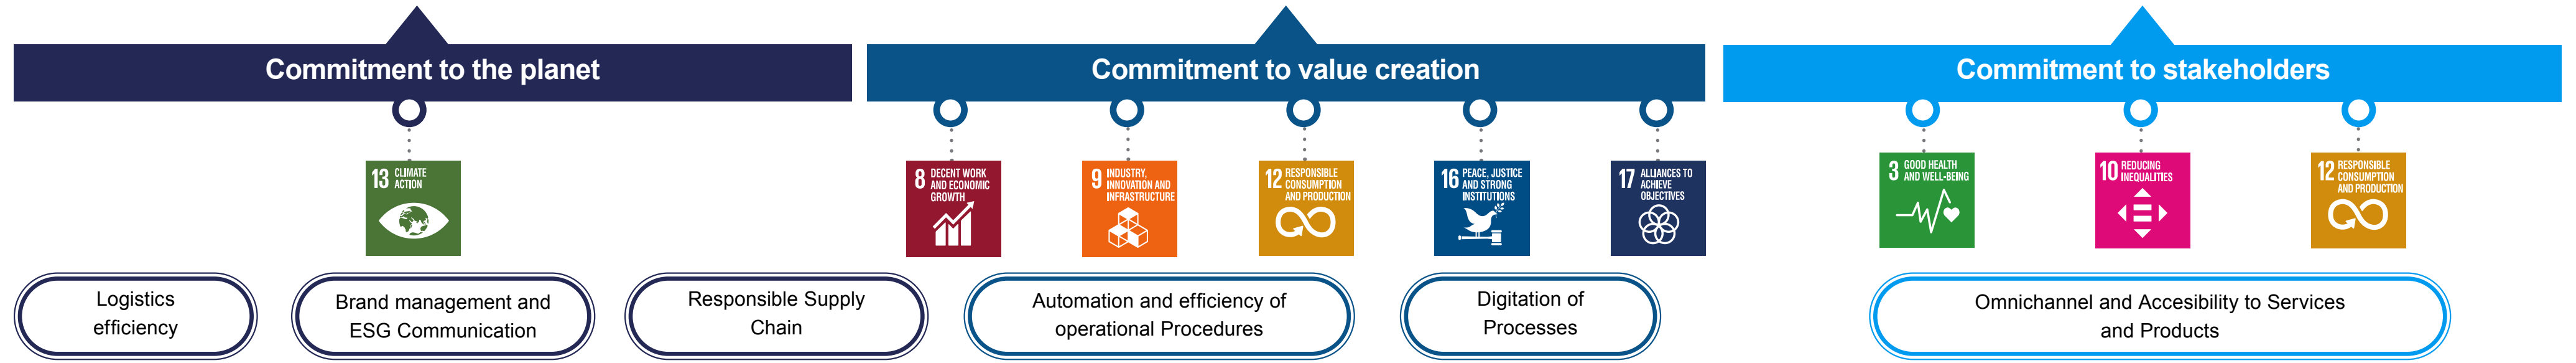 Commitment to the planet
Commitment to value creation
Commitment to stakeholders
13 CLIMATE
ACTION
8 DECENT WORK
AND ECONOMIC
GROWTH
9 INDUSTRY,
INNOVATION AND
INFRASTRUCTURE
12 RESPONSIBLE
CONSUMPTION
AND PRODUCTION
16 PEACE, JUSTICE
AND STRONG
INSTITUTIONS
17 ALLIANCES TO
ACHIEVE
OBJECTIVES
3 GOOD HEALTH
AND WELL-BEING
10 REDUCING
INEQUALITIES
12 RESPONSIBLE
CONSUMPTION
AND PRODUCTION
Logistics
efficiency
Brand management and
ESG Communication
Responsible Supply
Chain
Automation and efficiency of
operational Procedures
Digitation of
Processes
Omnichannel and Accesibility to Services
and Products